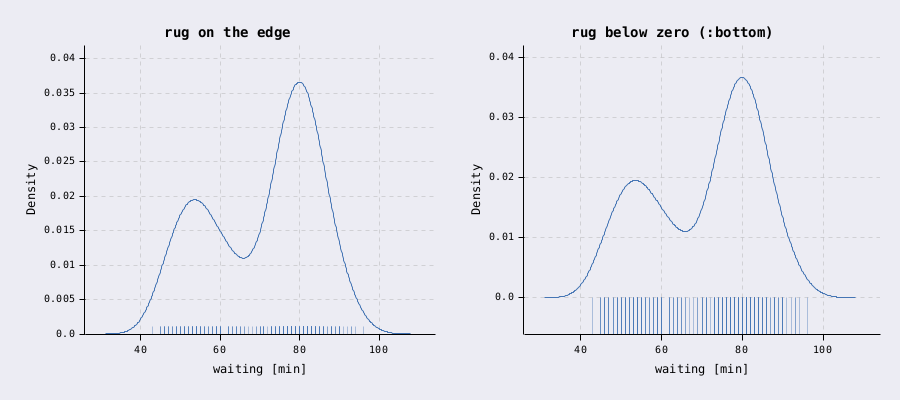 rug on the edge
0.04
0.035
0.03
0.025
0.02
0.015
0.01
0.005
0.0
Density
40 60 80 100
waiting [min]
rug below zero (:bottom)
0.04
0.03
0.02
0.01
0.0
Density
40 60 80 100
waiting [min]